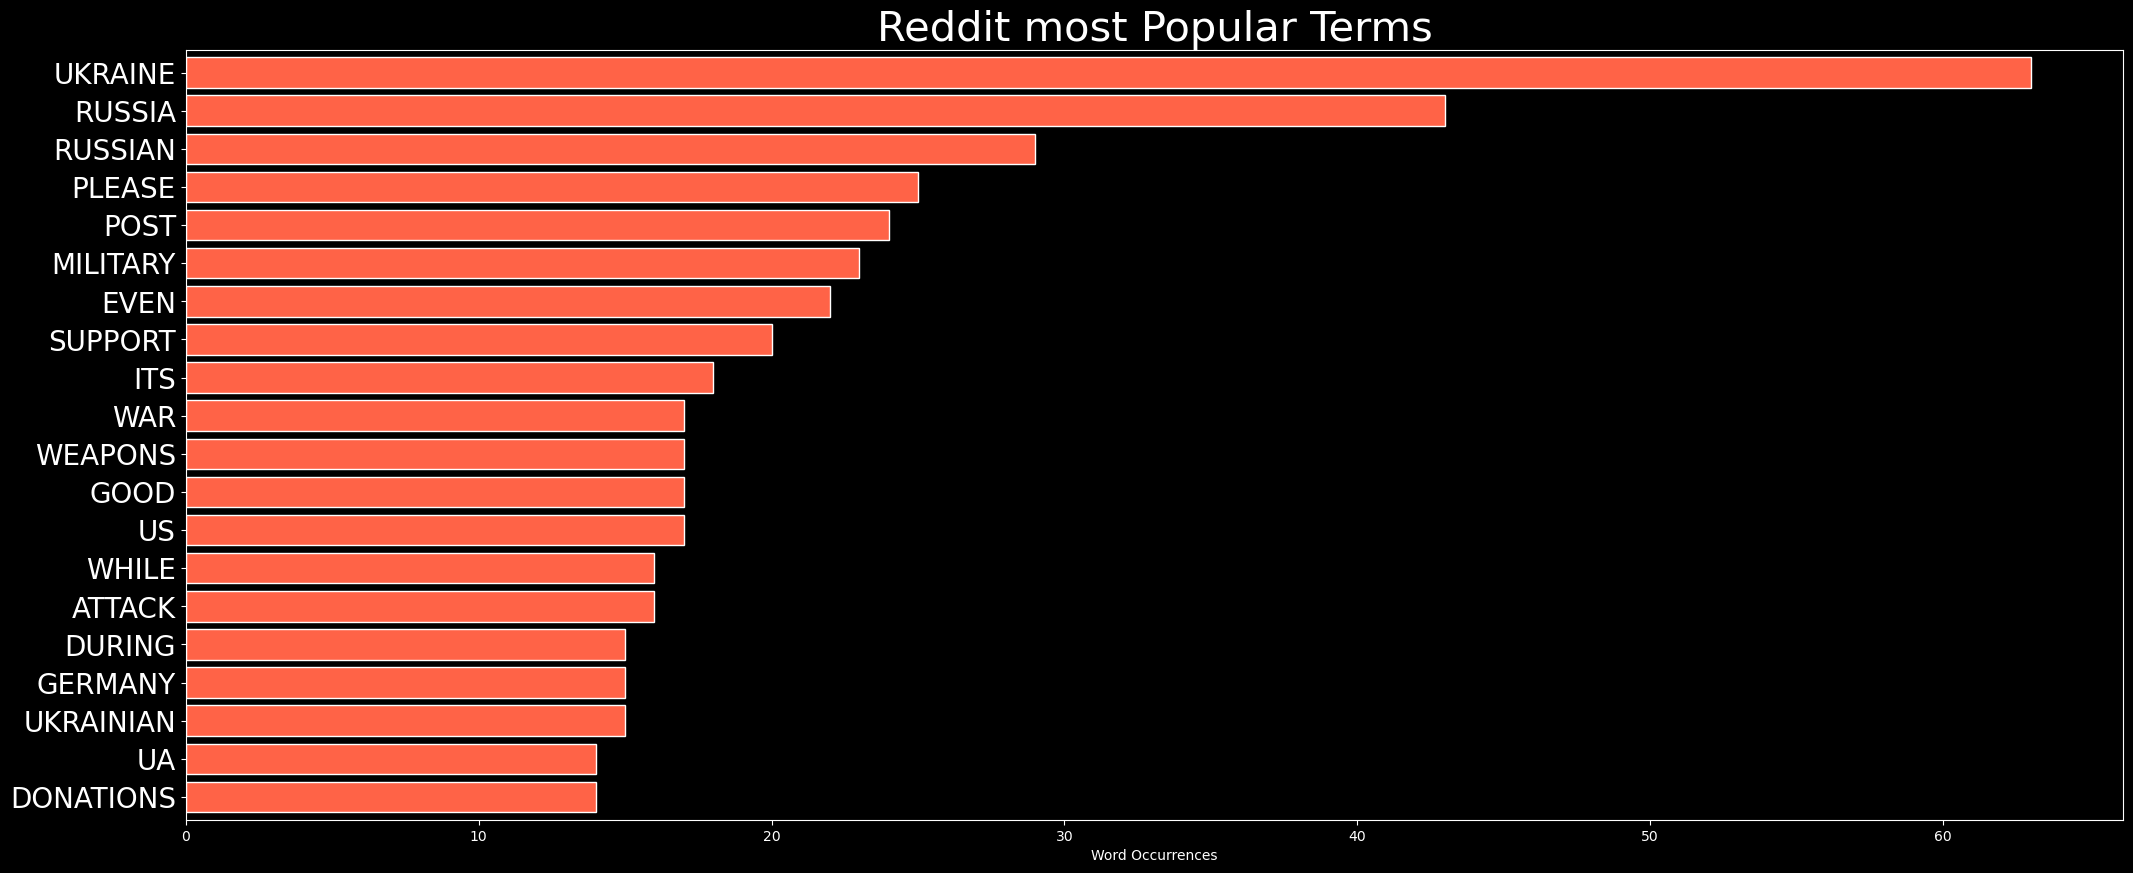 Reddit most Popular Terms
UKRAINE
RUSSIA
RUSSIAN
PLEASE
POST
MILITARY
EVEN
SUPPORT
ITS
WAR
WEAPONS
GOOD
US
WHILE
ATTACK
DURING
GERMANY
UKRAINIAN
UA
DONATIONS
0 10 20 30 40 50 60
Word Occurrences